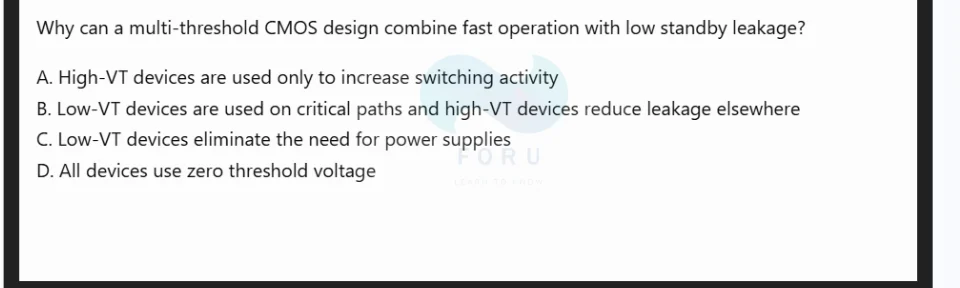 Why can a multi-threshold CMOS design combine fast operation with low standby leakage?
A. High-VT devices are used only to increase switching activity
B. Low-VT devices are used on critical paths and high-VT devices reduce leakage elsewhere
C. Low-VT devices eliminate the need for power supplies
FORU
D. All devices use zero threshold voltage